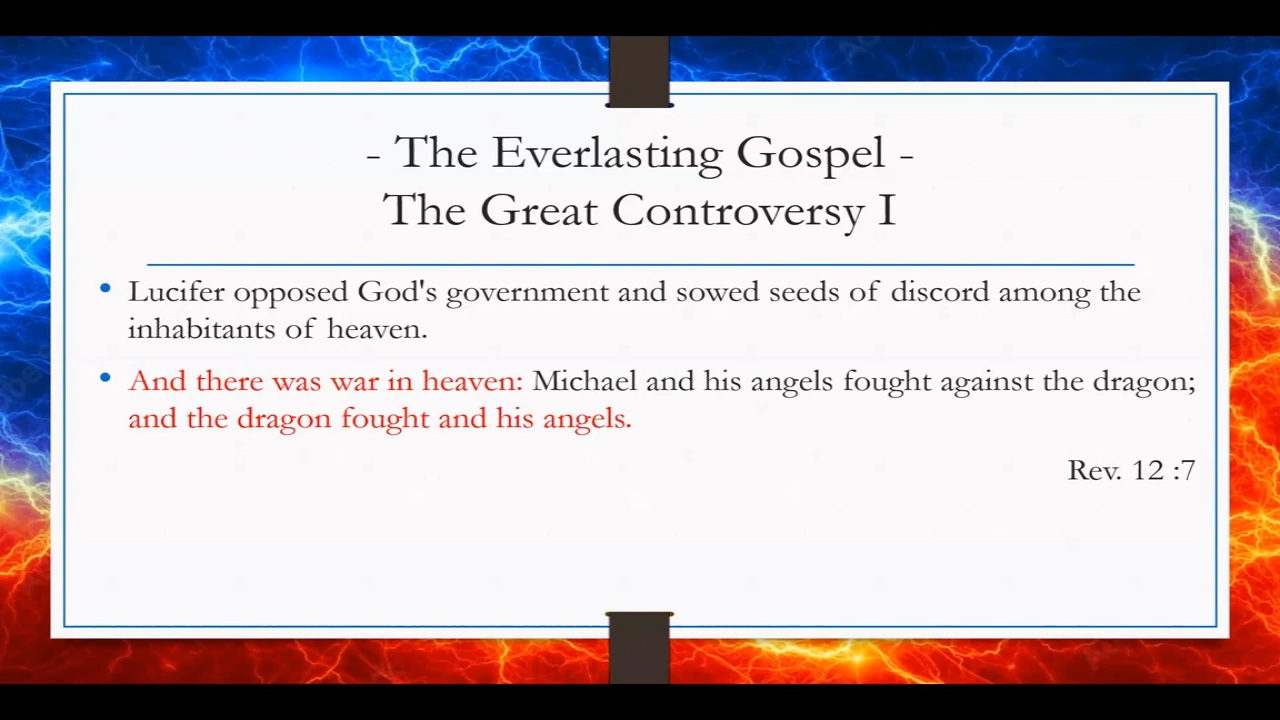 - The Everlasting Gospel -
The Great Controversy I
• Lucifer opposed God's government and sowed seeds of discord among the
inhabitants of heaven.
• And there was war in heaven: Michael and his angels fought against the dragon;
and the dragon fought and his angels.
Rev. 12 :7